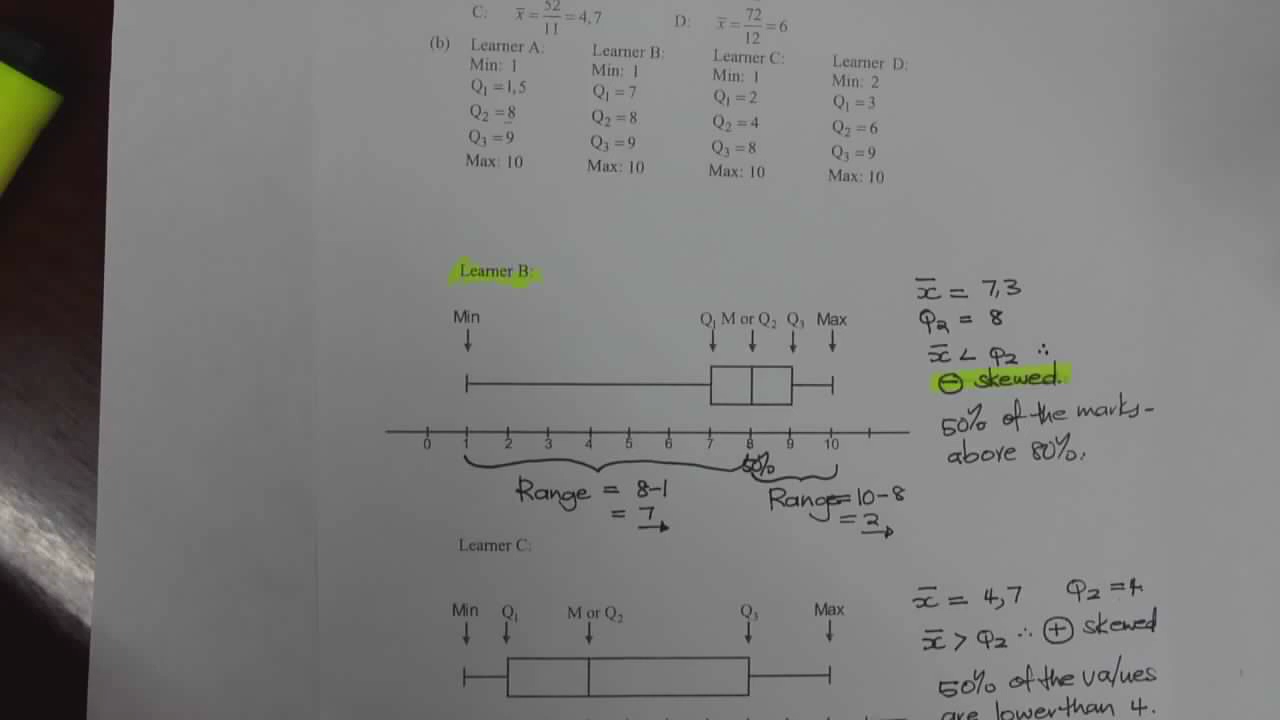 C: x̄ = 52/11 = 4,7 D: x̄ = 72/12 = 6
(b) Learner A: Learner B: Learner C: Learner D:
Min: 1 Min: 1 Min: 1 Min: 2
Q₁ = 1,5 Q₁ = 7 Q₁ = 2 Q₁ = 3
Q₂ = 8 Q₂ = 8 Q₂ = 4 Q₂ = 6
Q₃ = 9 Q₃ = 9 Q₃ = 8 Q₃ = 9
Max: 10 Max: 10 Max: 10 Max: 10
Learner B:
Min Q₁ M or Q₂ Q₃ Max
0 1 2 3 4 5 6 7 8 9 10
50%
Range = 8-1
= 7
Range = 10-8
= 2
x̄ = 7,3
Q₂ = 8
x̄ < Q₂ ∴
⊖ skewed.
50% of the marks -
above 80%.
Learner C:
Min Q₁ M or Q₂ Q₃ Max
x̄ = 4,7 Q₂ = 4
x̄ > Q₂ ∴ ⊕ skewed
50% of the values
are lower than 4.